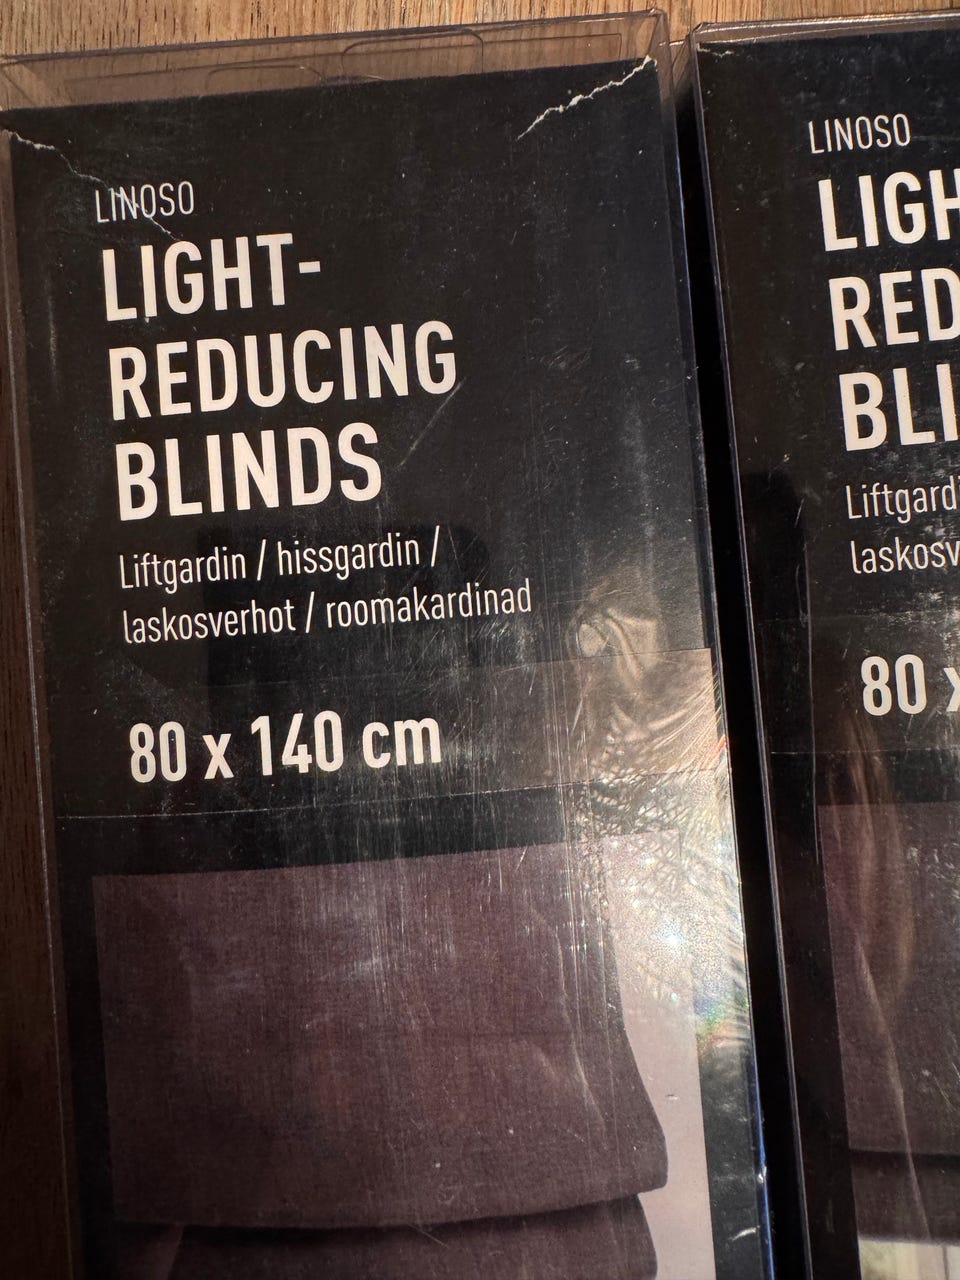 LINOSO
LIGHT-
REDUCING
BLINDS
Liftgardin / hissgardin /
laskosverhot / roomakardinad
80 x 140 cm
LINOSO
LIGH
RED
BLI
Liftgardi
laskosv
80 x